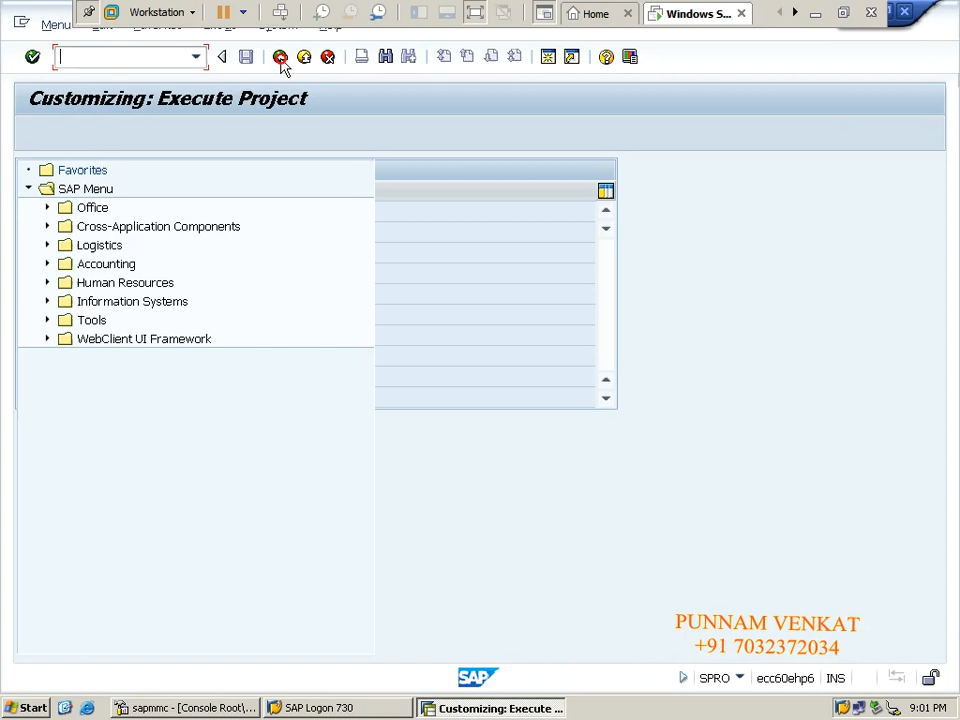 Workstation
Home
Windows S...
Menu
System
Customizing: Execute Project
Favorites
SAP Menu
Office
Cross-Application Components
Logistics
Accounting
Human Resources
Information Systems
Tools
WebClient UI Framework
PUNNAM VENKAT
+91 7032372034
SAP
SPRO
ecc60ehp6
INS
Start
sapmmc - [Console Root\...
SAP Logon 730
Customizing: Execute ...
9:01 PM